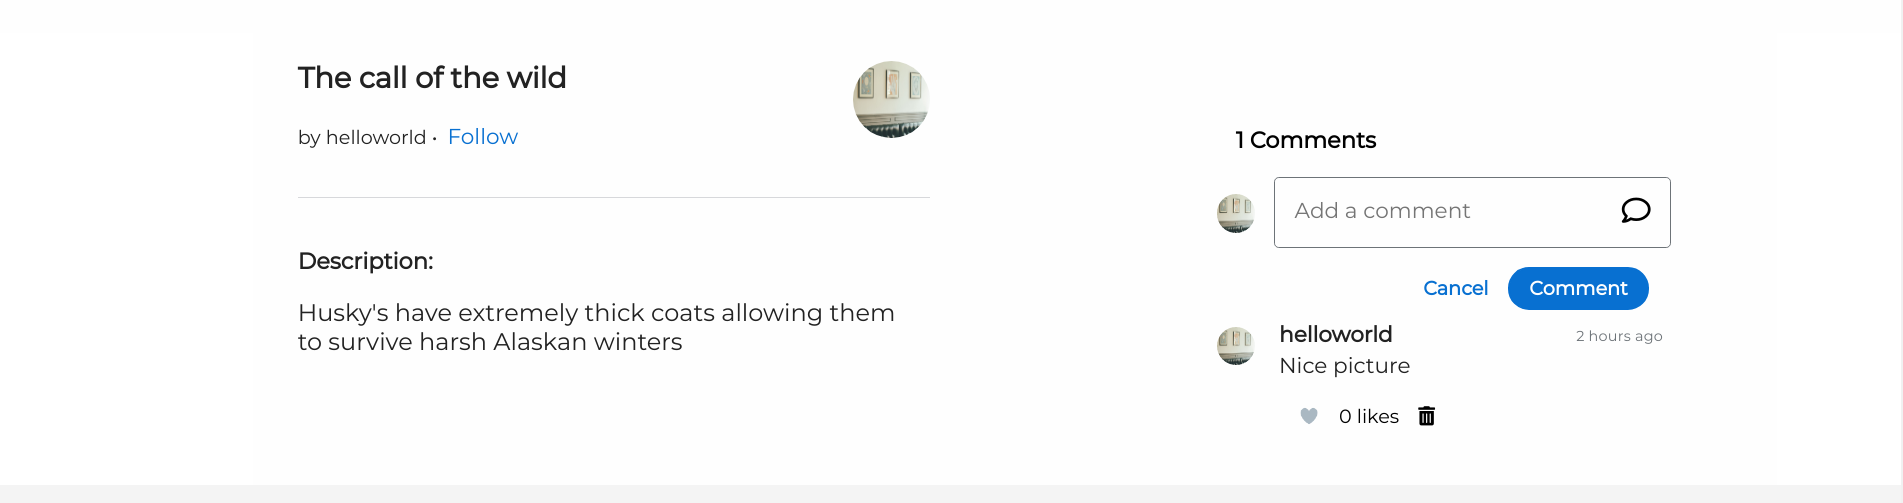 The call of the wild
by helloworld • Follow
Description:
Husky's have extremely thick coats allowing them
to survive harsh Alaskan winters
1 Comments
Add a comment
Cancel Comment
helloworld 2 hours ago
Nice picture
0 likes